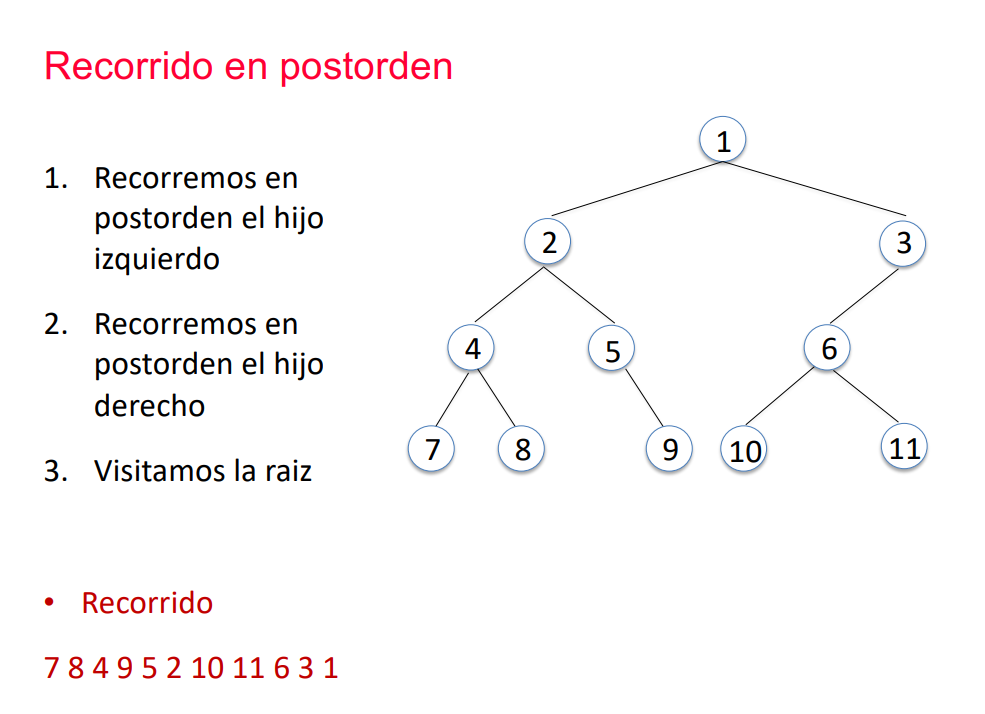 Recorrido en postorden
1. Recorremos en
postorden el hijo
izquierdo
2. Recorremos en
postorden el hijo
derecho
3. Visitamos la raiz
1
2 3
4 5 6
7 8 9 10 11
• Recorrido
7 8 4 9 5 2 10 11 6 3 1